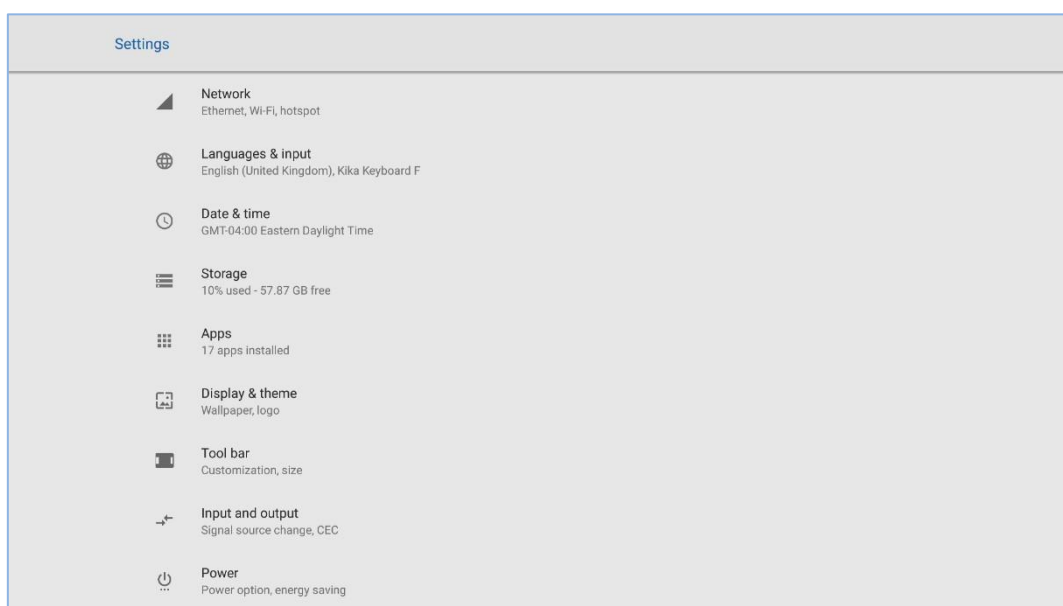 Settings
Network
Ethernet, Wi-Fi, hotspot
Languages & input
English (United Kingdom), Kika Keyboard F
Date & time
GMT-04:00 Eastern Daylight Time
Storage
10% used - 57.87 GB free
Apps
17 apps installed
Display & theme
Wallpaper, logo
Tool bar
Customization, size
Input and output
Signal source change, CEC
Power
Power option, energy saving